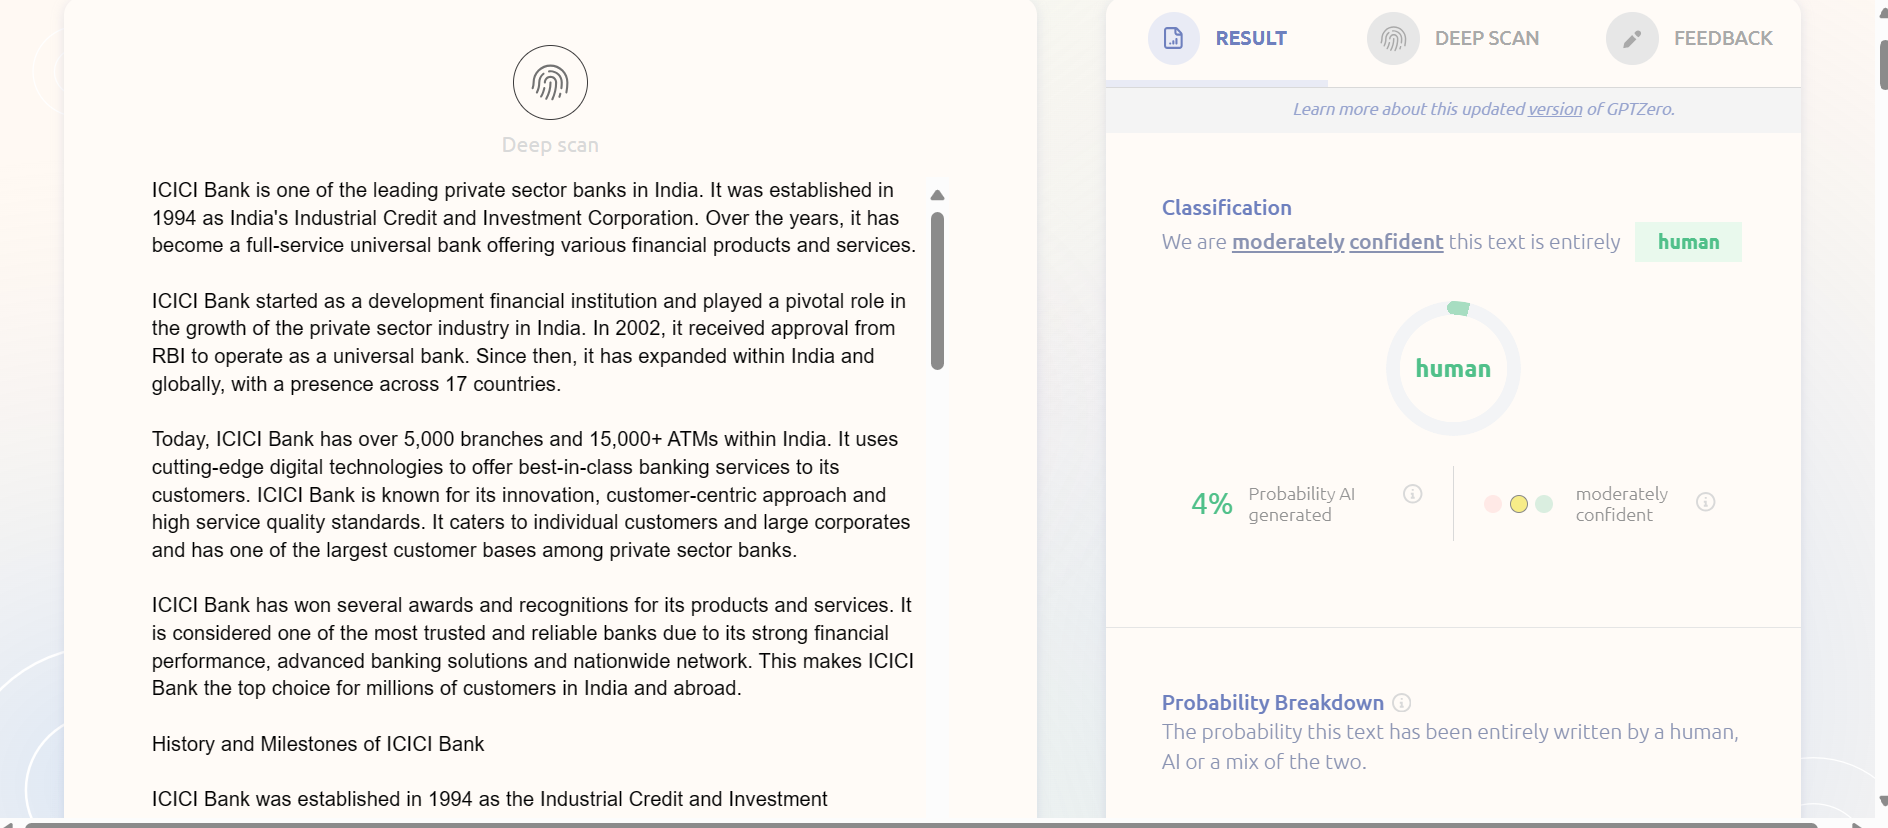 Deep scan
ICICI Bank is one of the leading private sector banks in India. It was established in
1994 as India's Industrial Credit and Investment Corporation. Over the years, it has
become a full-service universal bank offering various financial products and services.
ICICI Bank started as a development financial institution and played a pivotal role in
the growth of the private sector industry in India. In 2002, it received approval from
RBI to operate as a universal bank. Since then, it has expanded within India and
globally, with a presence across 17 countries.
Today, ICICI Bank has over 5,000 branches and 15,000+ ATMs within India. It uses
cutting-edge digital technologies to offer best-in-class banking services to its
customers. ICICI Bank is known for its innovation, customer-centric approach and
high service quality standards. It caters to individual customers and large corporates
and has one of the largest customer bases among private sector banks.
ICICI Bank has won several awards and recognitions for its products and services. It
is considered one of the most trusted and reliable banks due to its strong financial
performance, advanced banking solutions and nationwide network. This makes ICICI
Bank the top choice for millions of customers in India and abroad.
History and Milestones of ICICI Bank
ICICI Bank was established in 1994 as the Industrial Credit and Investment
RESULT
DEEP SCAN
FEEDBACK
Learn more about this updated version of GPTZero.
Classification
We are moderately confident this text is entirely human
human
4%
Probability AI
generated
moderately
confident
Probability Breakdown
The probability this text has been entirely written by a human,
AI or a mix of the two.